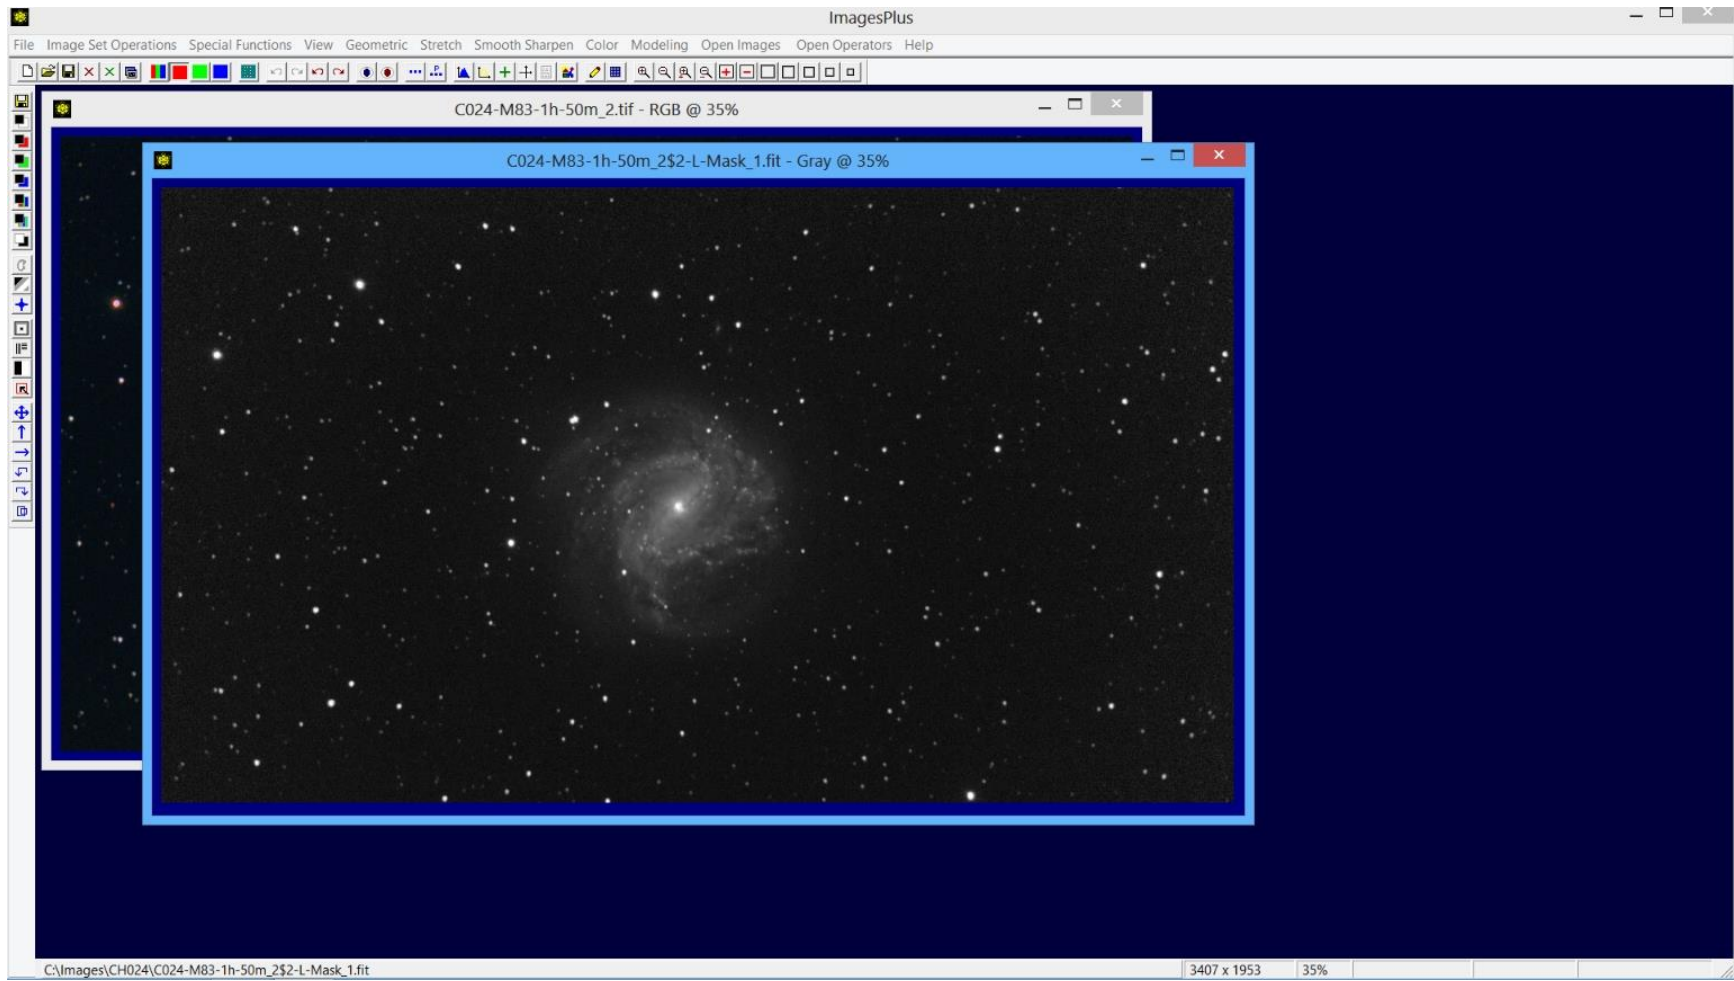 ImagesPlus
File Image Set Operations Special Functions View Geometric Stretch Smooth Sharpen Color Modeling Open Images Open Operators Help
C024-M83-1h-50m_2.tif - RGB @ 35%
C024-M83-1h-50m_2$2-L-Mask_1.fit - Gray @ 35%
C:\Images\CH024\C024-M83-1h-50m_2$2-L-Mask_1.fit 3407 x 1953 35%